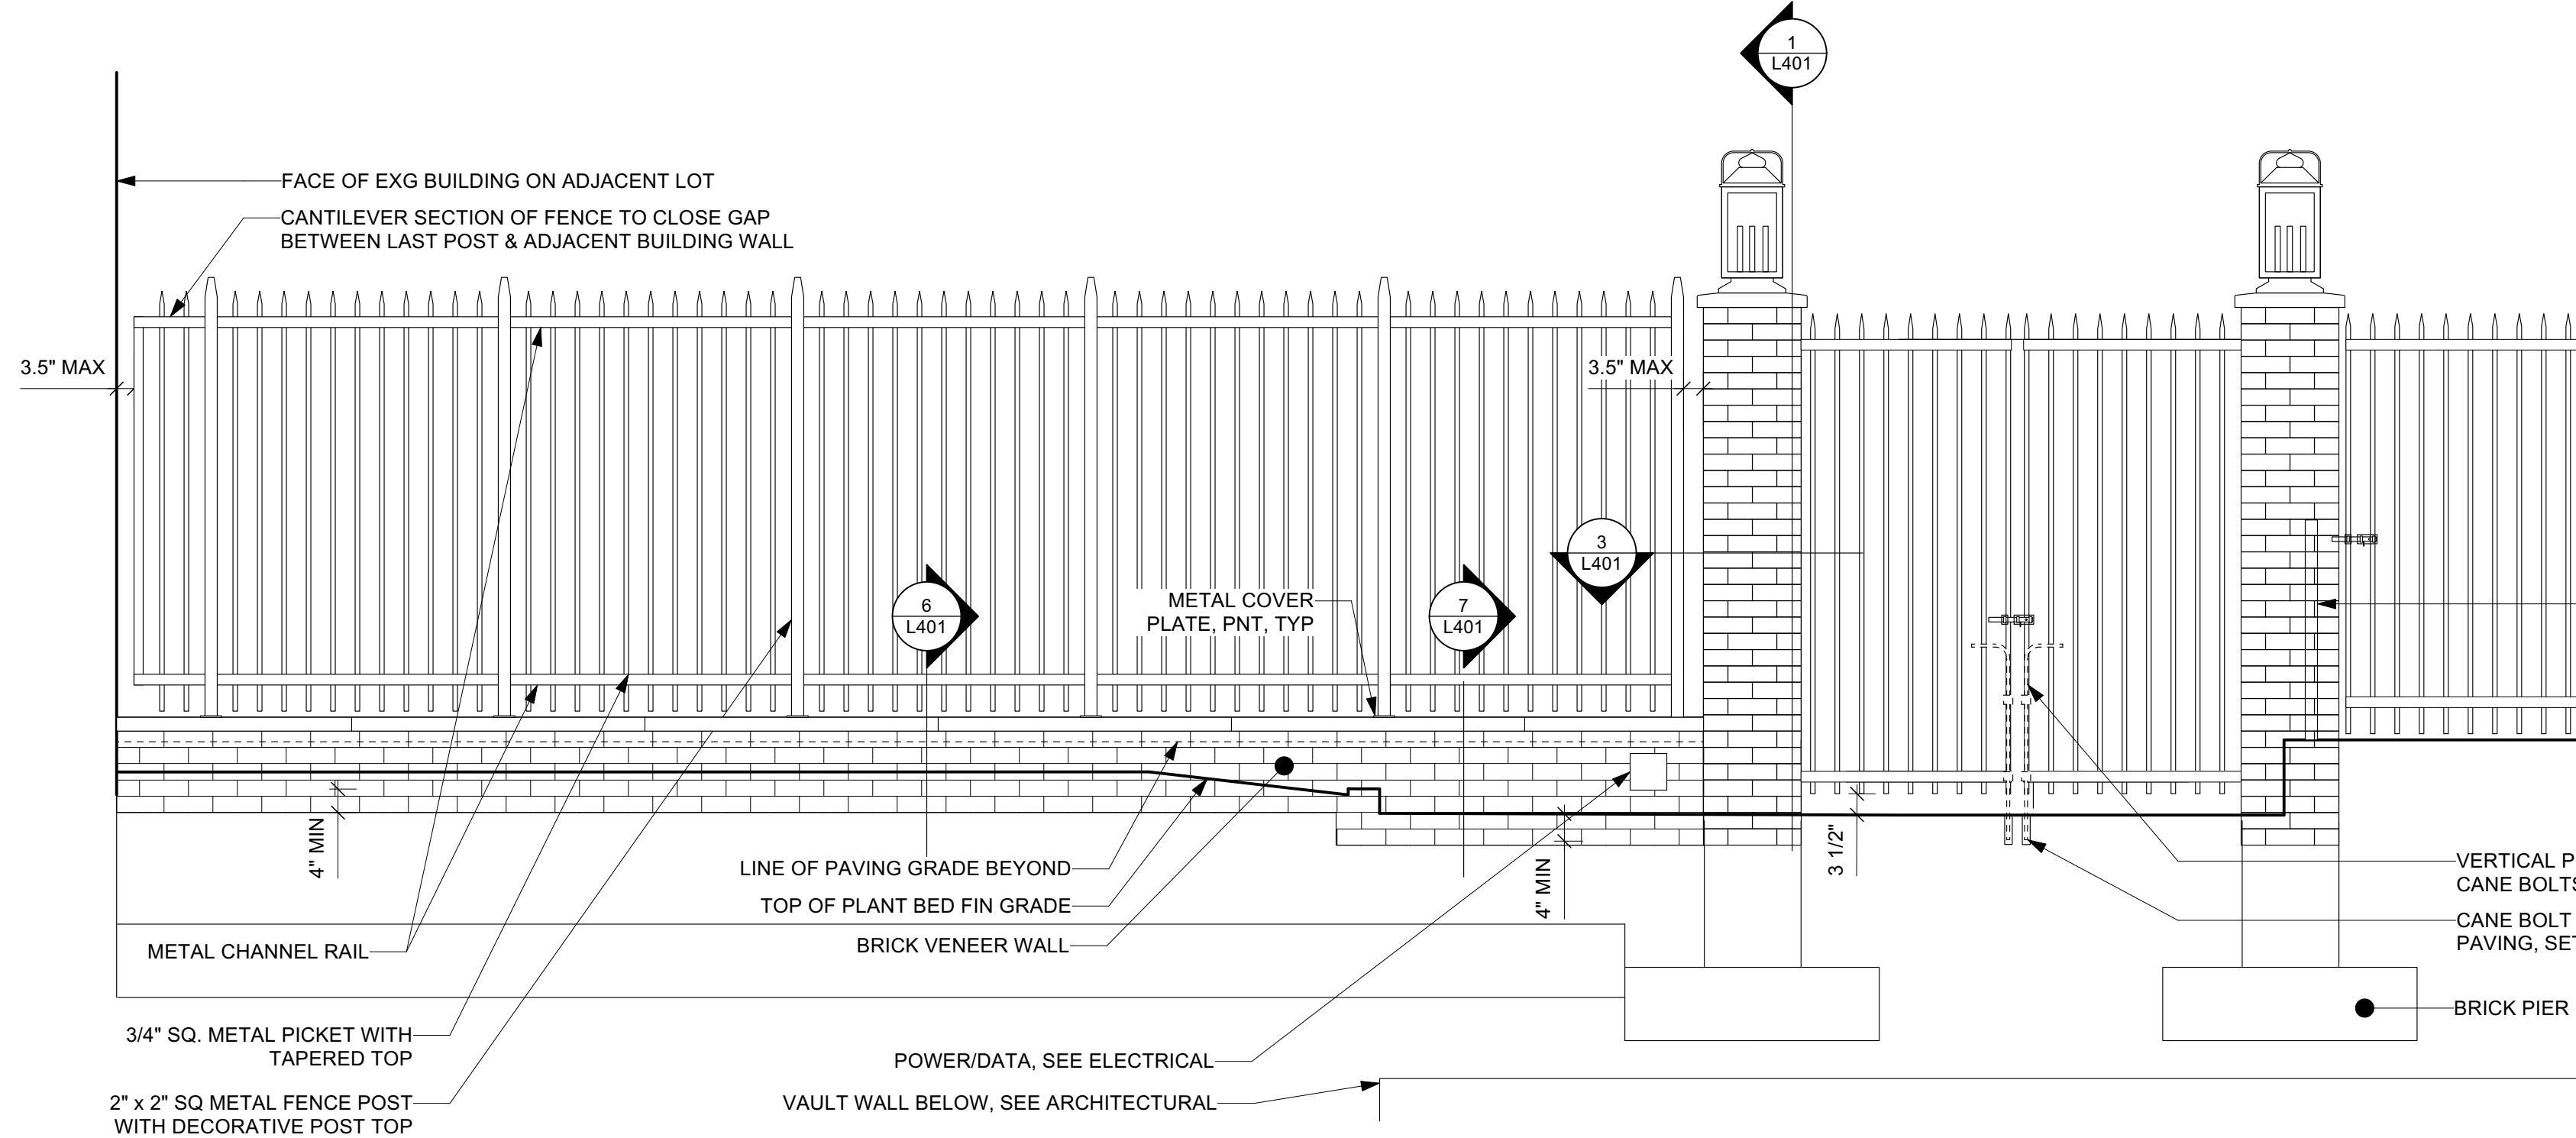 1
L401
FACE OF EXG BUILDING ON ADJACENT LOT
CANTILEVER SECTION OF FENCE TO CLOSE GAP
BETWEEN LAST POST & ADJACENT BUILDING WALL
3.5" MAX
3.5" MAX
3
L401
6
L401
METAL COVER
PLATE, PNT, TYP
7
L401
4" MIN
LINE OF PAVING GRADE BEYOND
TOP OF PLANT BED FIN GRADE
BRICK VENEER WALL
4" MIN
3 1/2"
VERTICAL P
CANE BOLTS
CANE BOLT
PAVING, SET
METAL CHANNEL RAIL
BRICK PIER
3/4" SQ. METAL PICKET WITH
TAPERED TOP
POWER/DATA, SEE ELECTRICAL
2" x 2" SQ METAL FENCE POST
WITH DECORATIVE POST TOP
VAULT WALL BELOW, SEE ARCHITECTURAL